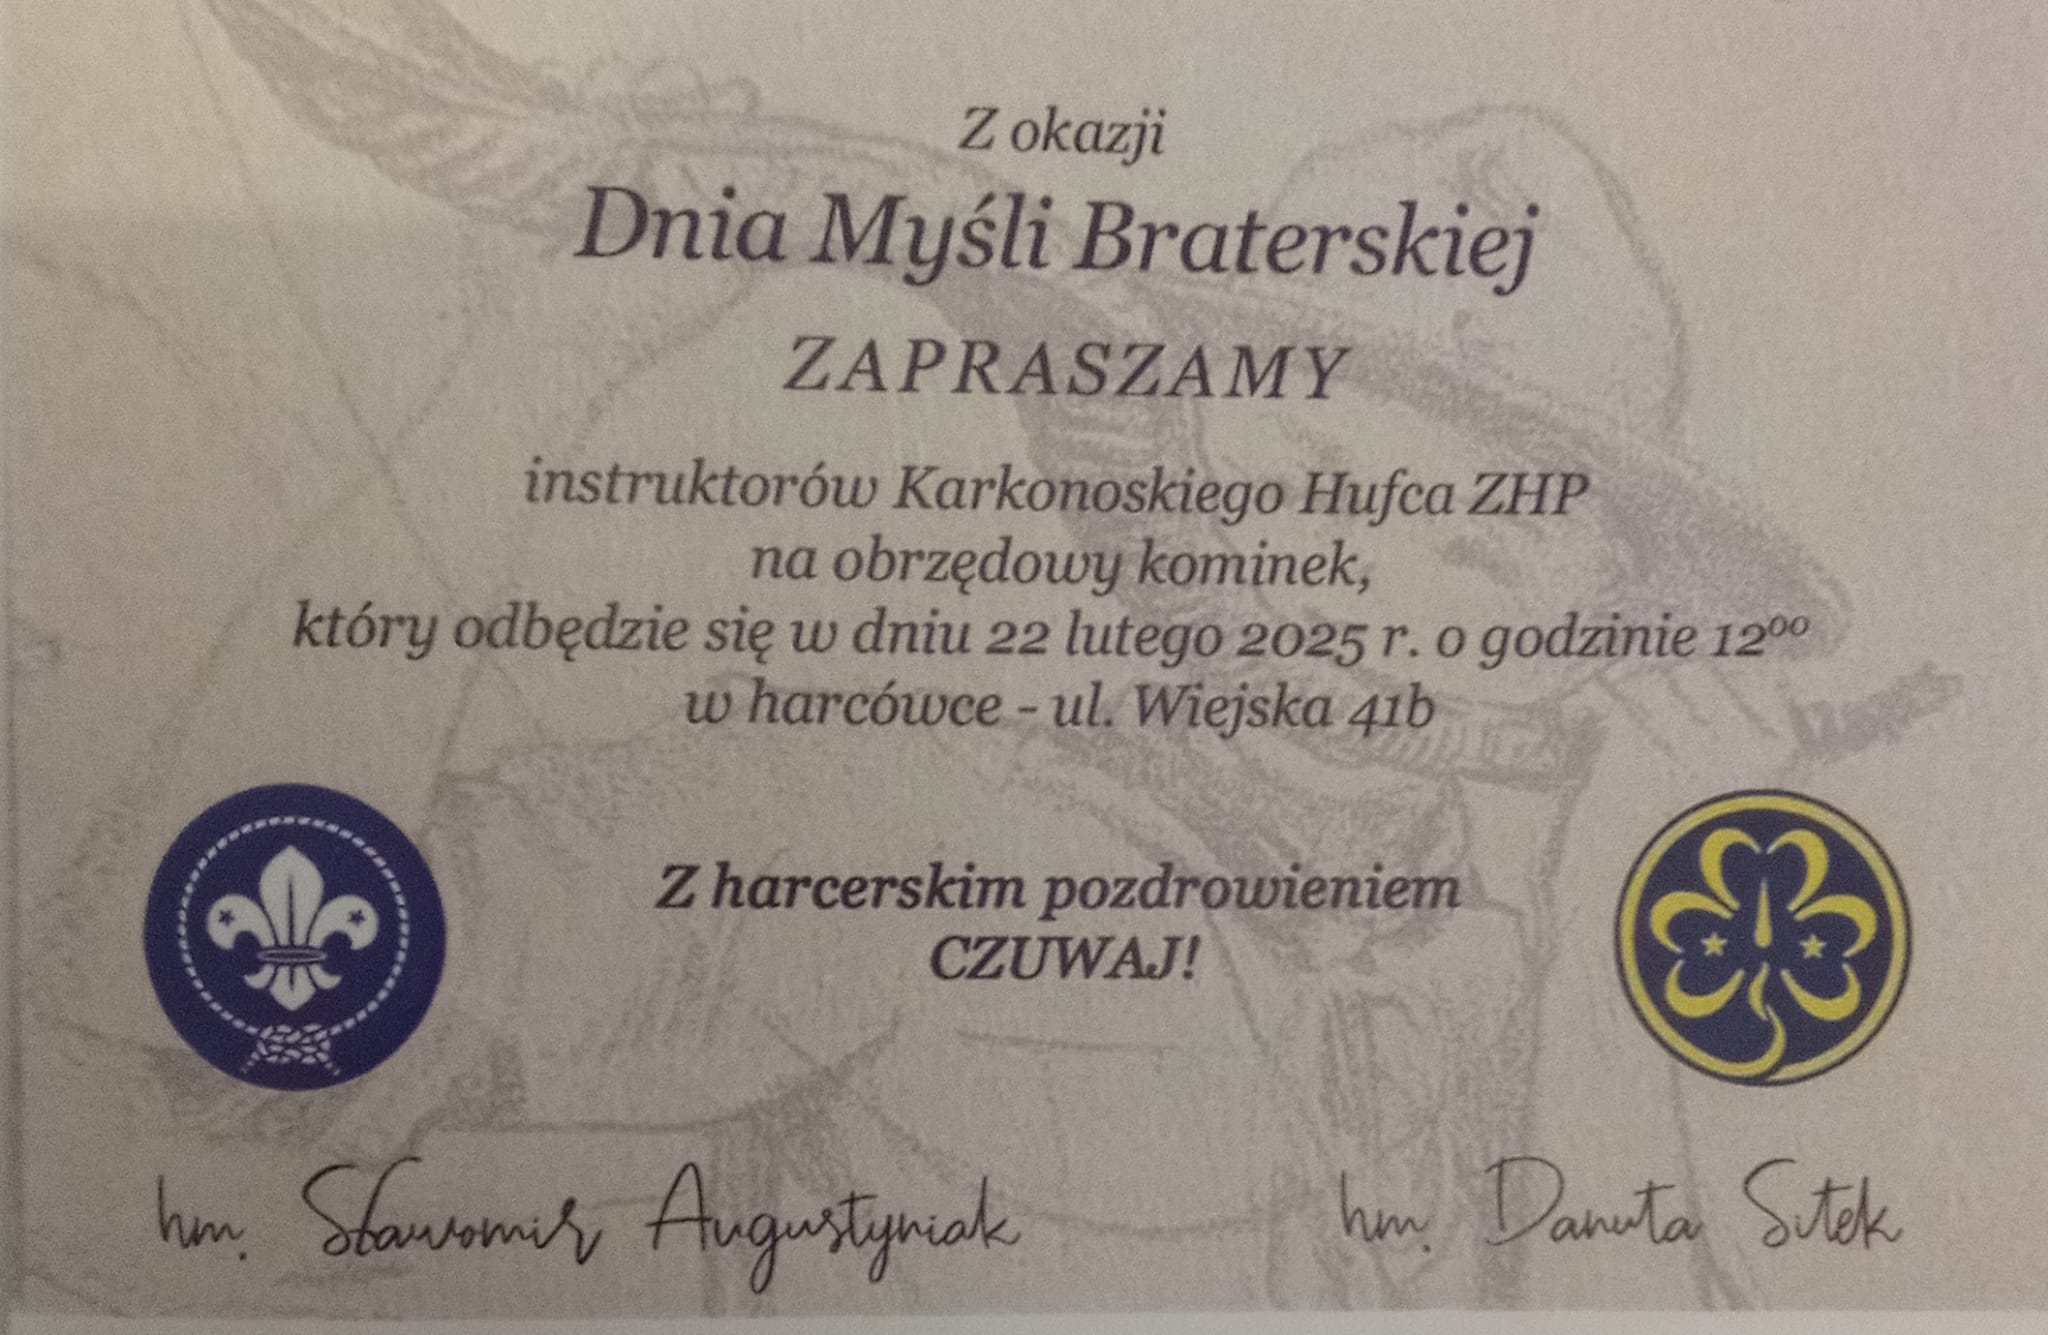 Z okazji
Dnia Myśli Braterskiej
ZAPRASZAMY
instruktorów Karkonoskiego Hufca ZHP
na obrzędowy kominek,
który odbędzie się w dniu 22 lutego 2025 r. o godzinie 12⁰⁰
w harcówce - ul. Wiejska 41b
Z harcerskim pozdrowieniem
CZUWAJ!
hm. Sławomir Augustyniak
hm. Danuta Sitek